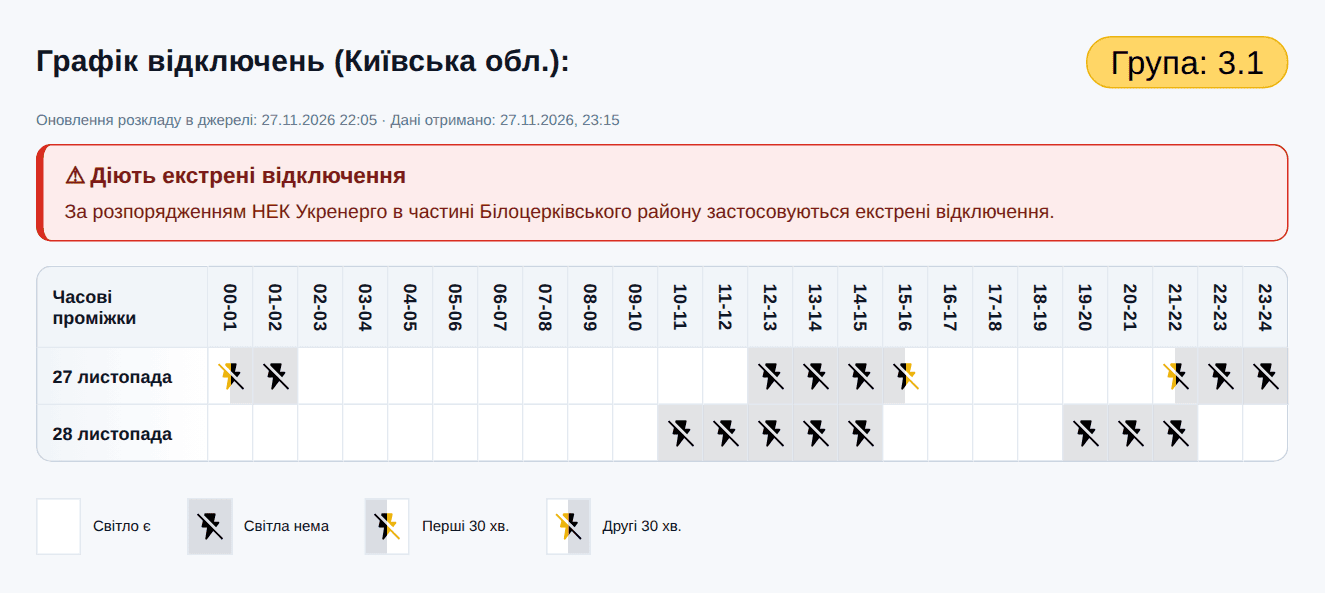 Графік відключень (Київська обл.):
Група: 3.1
Оновлення розкладу в джерелі: 27.11.2026 22:05 · Дані отримано: 27.11.2026, 23:15
⚠ Діють екстрені відключення
За розпорядженням НЕК Укренерго в частині Білоцерківського району застосовуються екстрені відключення.
Часові
проміжки
00-01 01-02 02-03 03-04 04-05 05-06 06-07 07-08 08-09 09-10 10-11 11-12 12-13 13-14 14-15 15-16 16-17 17-18 18-19 19-20 20-21 21-22 22-23 23-24
27 листопада
28 листопада
Світло є Світла нема Перші 30 хв. Другі 30 хв.